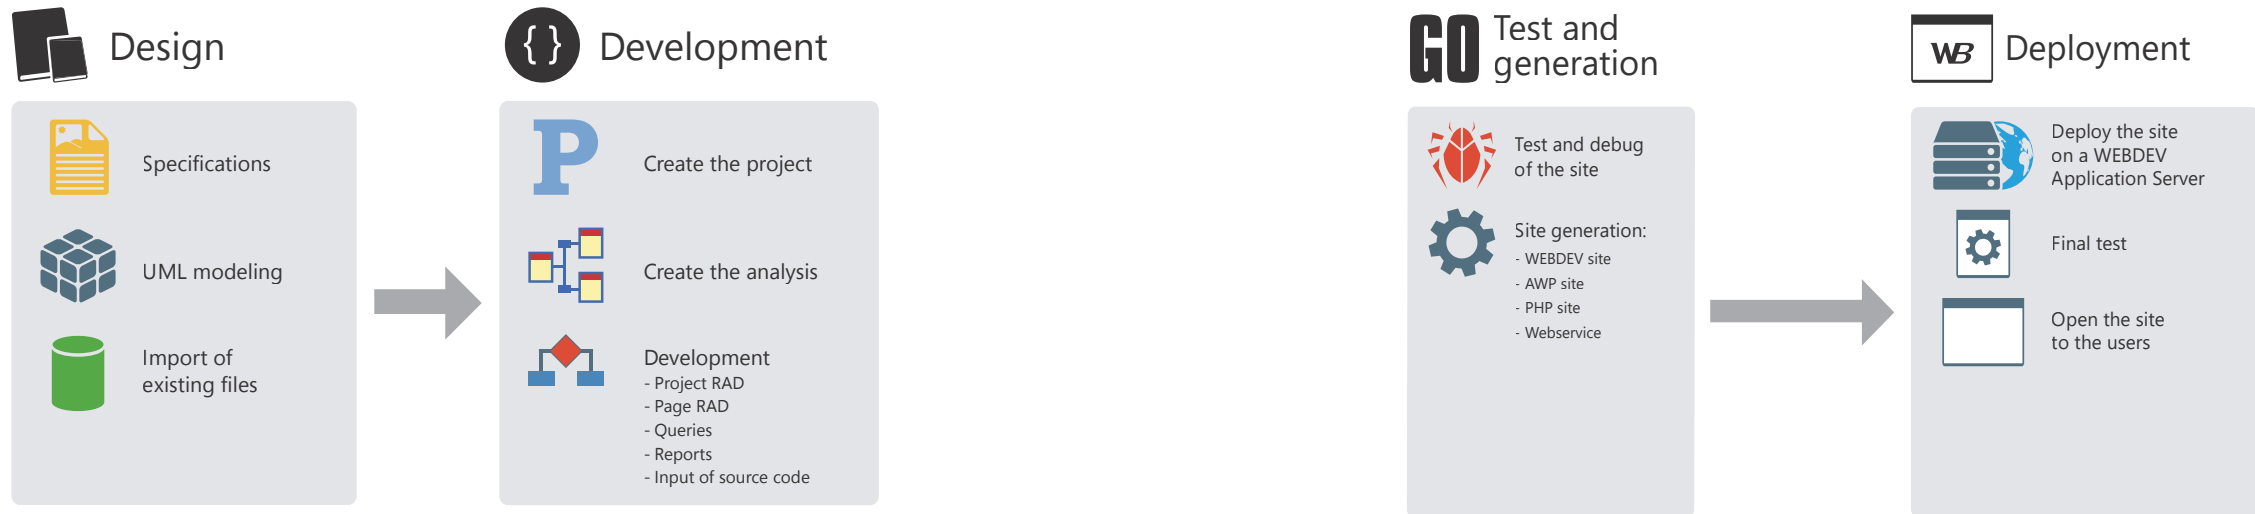 Design
Specifications
UML modeling
Import of
existing files
{ } Development
P
Create the project
Create the analysis
Development
- Project RAD
- Page RAD
- Queries
- Reports
- Input of source code
GO
Test and
generation
Test and debug
of the site
Site generation:
- WEBDEV site
- AWP site
- PHP site
- Webservice
WB
Deployment
Deploy the site
on a WEBDEV
Application Server
Final test
Open the site
to the users